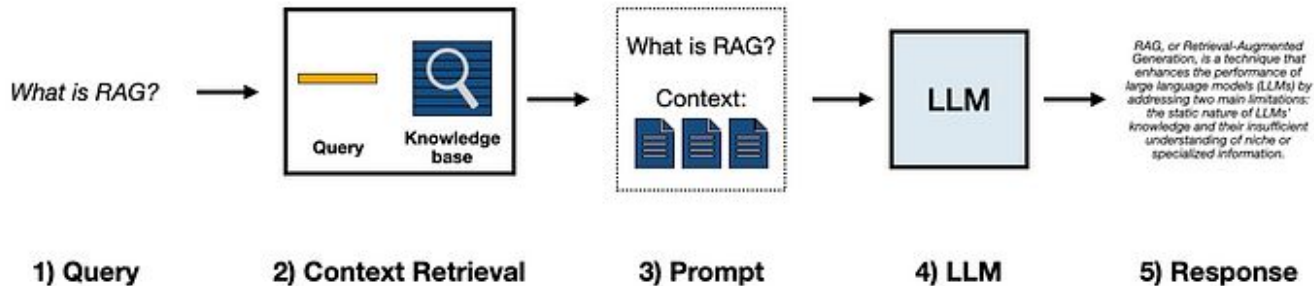 What is RAG?
Query
Knowledge
base
What is RAG?
Context:
LLM
RAG, or Retrieval-Augmented
Generation, is a technique that
enhances the performance of
large language models (LLMs) by
addressing two main limitations:
the static nature of LLMs'
knowledge and their insufficient
understanding of niche or
specialized information.
1) Query
2) Context Retrieval
3) Prompt
4) LLM
5) Response